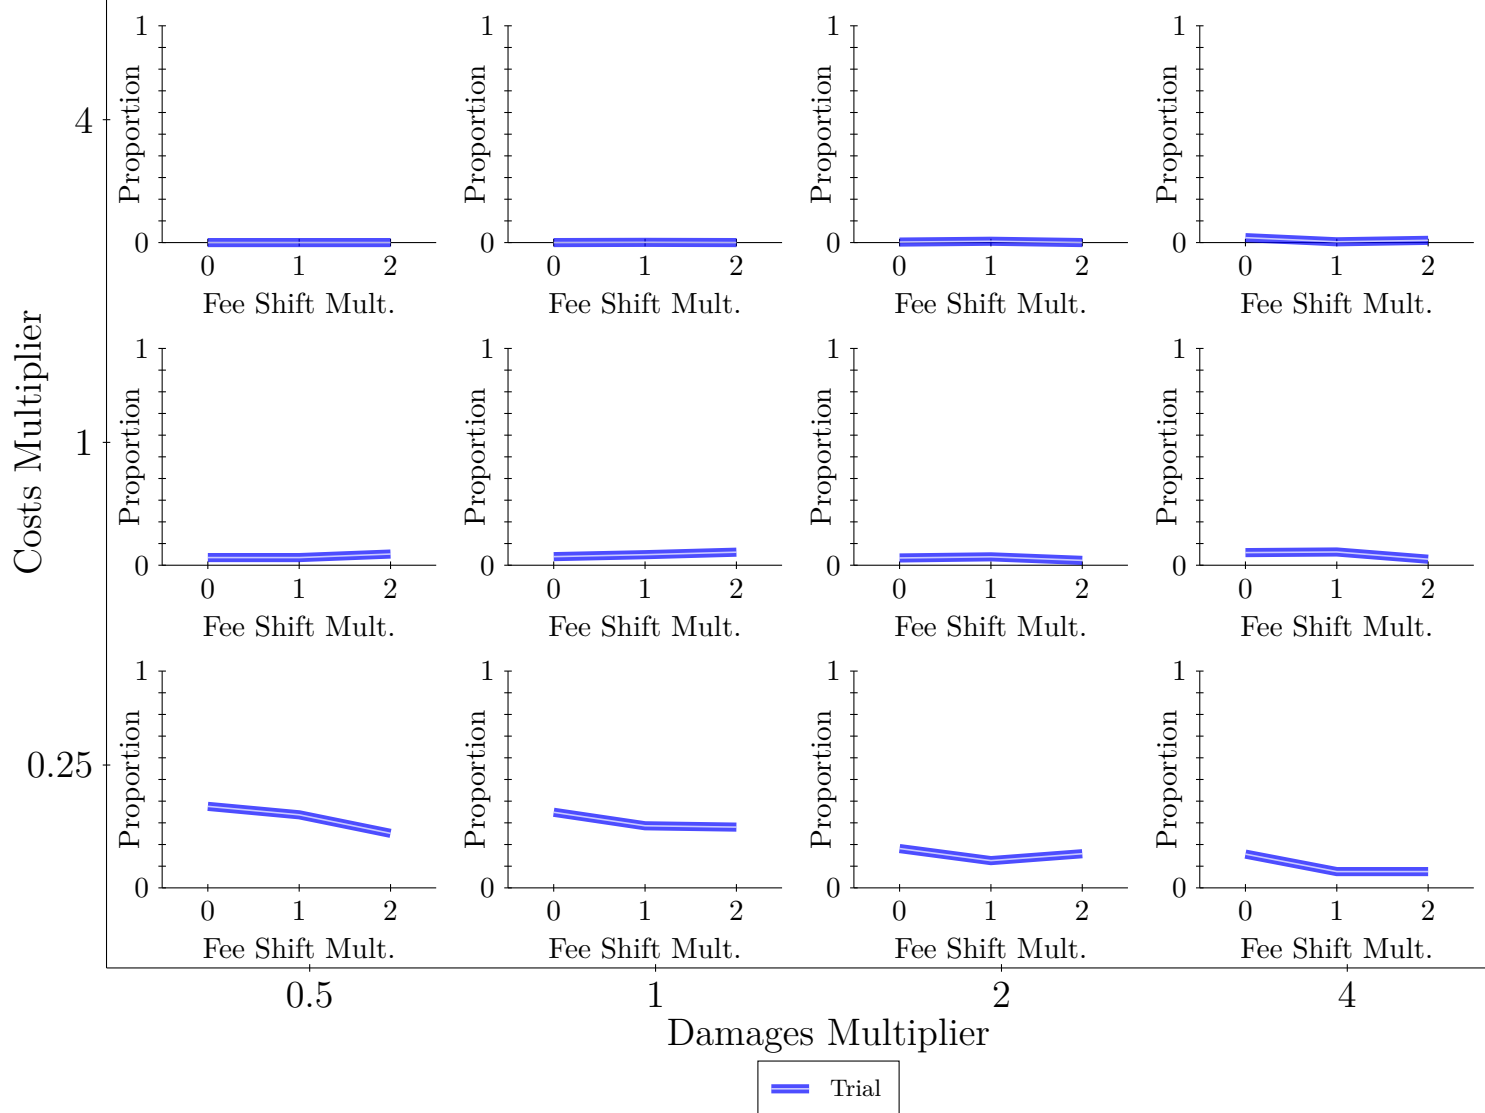 Costs Multiplier
4
1
0.25
1
Proportion
0
0 1 2
Fee Shift Mult.
1
Proportion
0
0 1 2
Fee Shift Mult.
1
Proportion
0
0 1 2
Fee Shift Mult.
1
Proportion
0
0 1 2
Fee Shift Mult.
1
Proportion
0
0 1 2
Fee Shift Mult.
1
Proportion
0
0 1 2
Fee Shift Mult.
1
Proportion
0
0 1 2
Fee Shift Mult.
1
Proportion
0
0 1 2
Fee Shift Mult.
1
Proportion
0
0 1 2
Fee Shift Mult.
1
Proportion
0
0 1 2
Fee Shift Mult.
1
Proportion
0
0 1 2
Fee Shift Mult.
1
Proportion
0
0 1 2
Fee Shift Mult.
0.5 1 2 4
Damages Multiplier
Trial